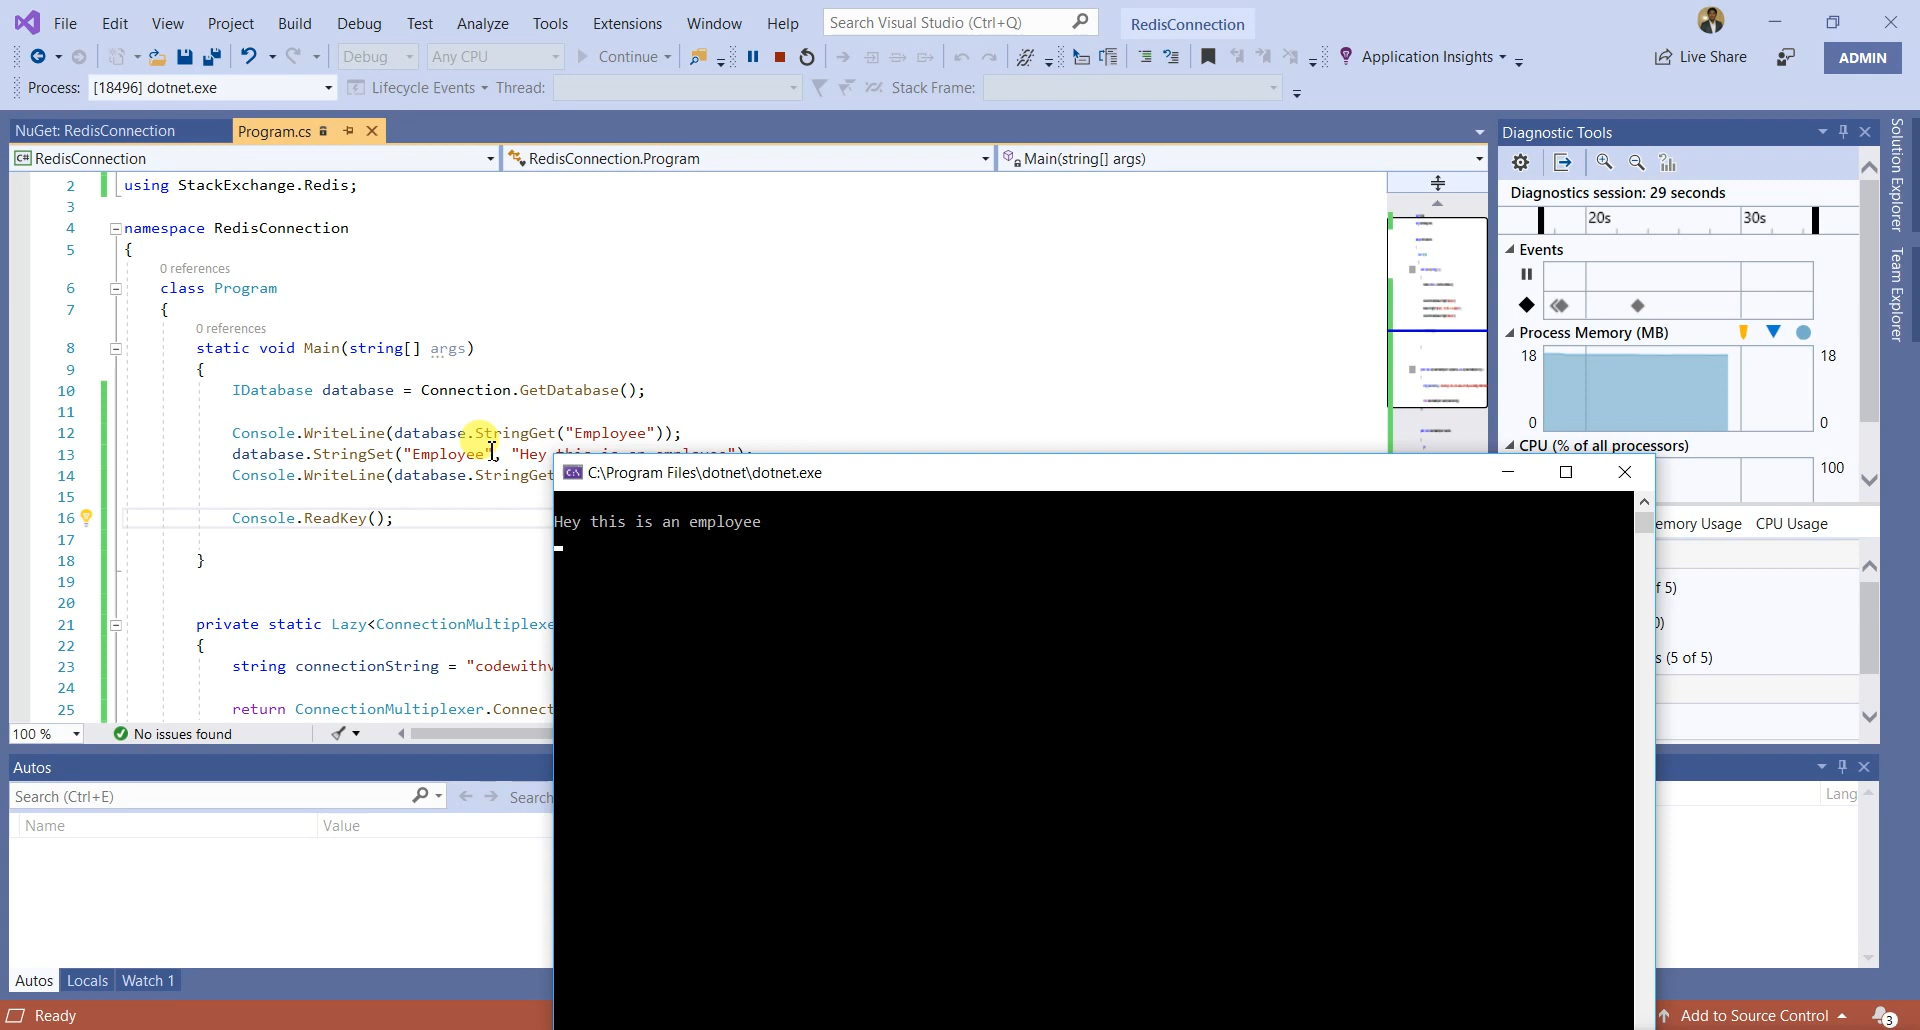 File Edit View Project Build Debug Test Analyze Tools Extensions Window Help Search Visual Studio (Ctrl+Q) RedisConnection
Debug Any CPU Continue Application Insights Live Share ADMIN
Process: [18496] dotnet.exe Lifecycle Events Thread: Stack Frame:
NuGet: RedisConnection Program.cs
C# RedisConnection RedisConnection.Program Main(string[] args)
2 using StackExchange.Redis;
3
4 namespace RedisConnection
5 {
0 references
6 class Program
7 {
0 references
8 static void Main(string[] args)
9 {
10 IDatabase database = Connection.GetDatabase();
11
12 Console.WriteLine(database.StringGet("Employee"));
13 database.StringSet("Employee", "Hey this is an employee");
14 Console.WriteLine(database.StringGet
15
16 Console.ReadKey();
17
18 }
19
20
21 private static Lazy<ConnectionMultiplexe
22 {
23 string connectionString = "codewithv
24
25 return ConnectionMultiplexer.Connect
100 % No issues found
C:\Program Files\dotnet\dotnet.exe
Hey this is an employee
Diagnostic Tools
Diagnostics session: 29 seconds
20s 30s
Events
Process Memory (MB)
18 18
0 0
CPU (% of all processors)
100
emory Usage CPU Usage
f 5)
)
s (5 of 5)
Solution Explorer
Team Explorer
Autos
Search (Ctrl+E) Search
Name Value
Lang
Autos Locals Watch 1
Ready
Add to Source Control 3